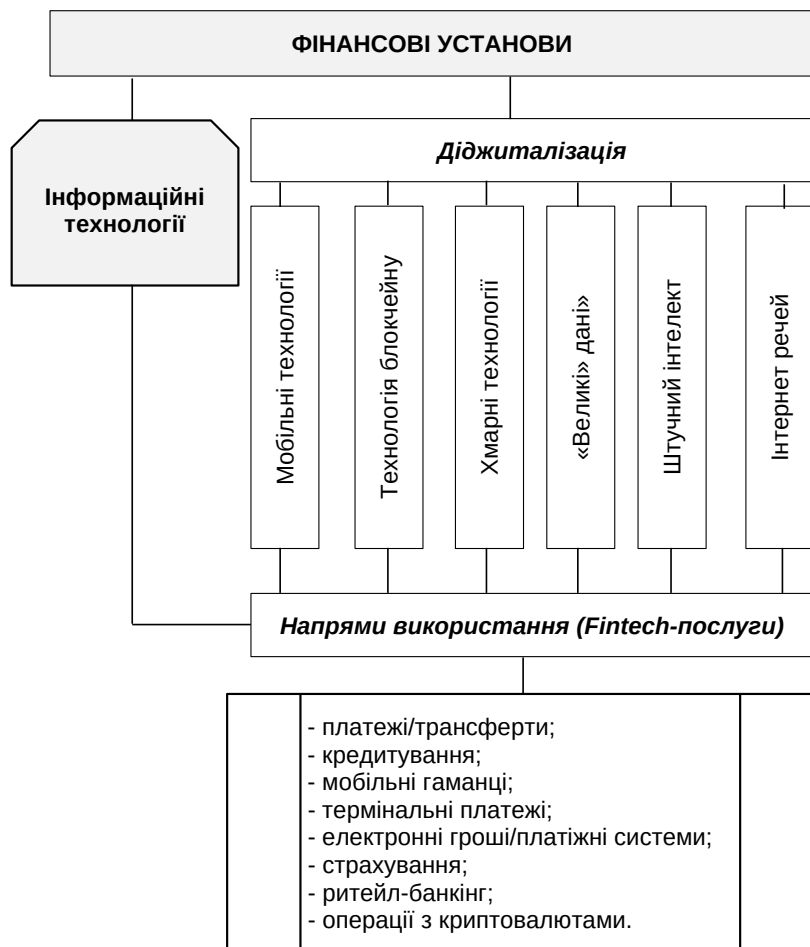 ФІНАНСОВІ УСТАНОВИ
Інформаційні
технології
Діджиталізація
Мобільні технології
Технологія блокчейну
Хмарні технології
«Великі» дані»
Штучний інтелект
Інтернет речей
Напрями використання (Fintech-послуги)
- платежі/трансферти;
- кредитування;
- мобільні гаманці;
- термінальні платежі;
- електронні гроші/платіжні системи;
- страхування;
- ритейл-банкінг;
- операції з криптовалютами.